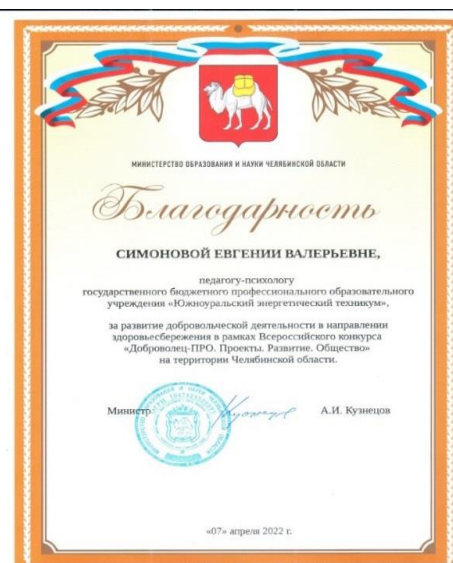 МИНИСТЕРСТВО ОБРАЗОВАНИЯ И НАУКИ ЧЕЛЯБИНСКОЙ ОБЛАСТИ
Благодарность
СИМОНОВОЙ ЕВГЕНИИ ВАЛЕРЬЕВНЕ,
педагогу-психологу
государственного бюджетного профессионального образовательного
учреждения «Южноуральский энергетический техникум»,
за развитие добровольческой деятельности в направлении
здоровьесбережения в рамках Всероссийского конкурса
«Доброволец-ПРО. Проекты. Развитие. Общество»
на территории Челябинской области.
Министр А.И. Кузнецов
«07» апреля 2022 г.